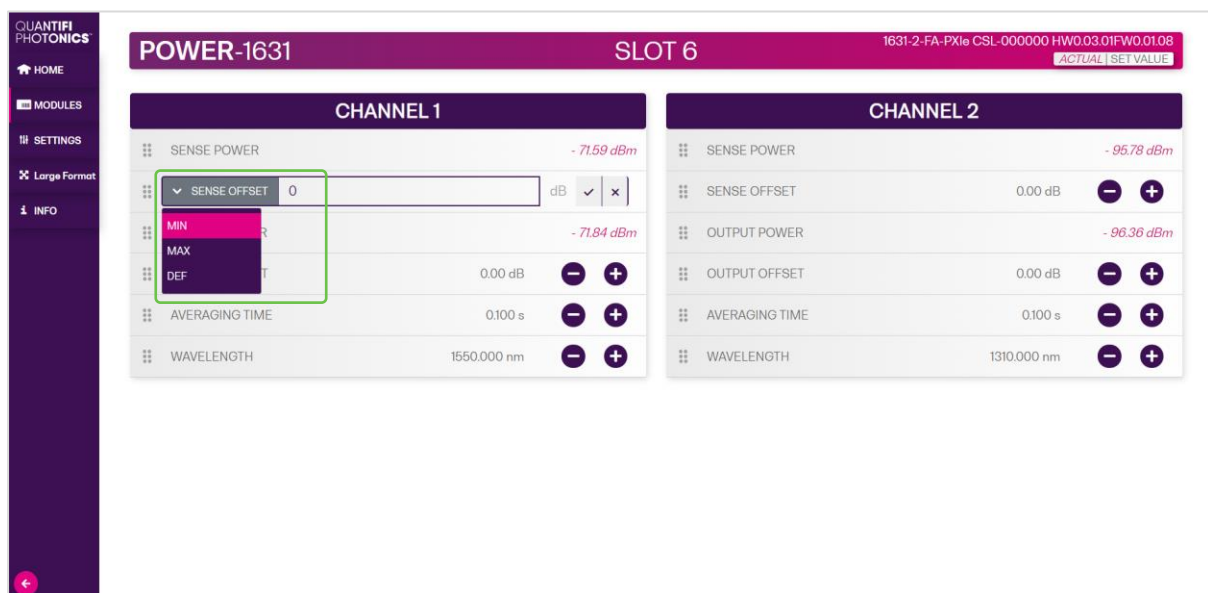 QUANTIFI
PHOTONICS™
HOME
MODULES
SETTINGS
Large Format
INFO
POWER-1631 SLOT 6 1631-2-FA-PXIe CSL-000000 HW0.03.01FW0.01.08
ACTUAL | SET VALUE
CHANNEL 1
SENSE POWER - 71.59 dBm
SENSE OFFSET 0 dB
MIN R - 71.84 dBm
MAX
DEF T 0.00 dB
AVERAGING TIME 0.100 s
WAVELENGTH 1550.000 nm
CHANNEL 2
SENSE POWER - 95.78 dBm
SENSE OFFSET 0.00 dB
OUTPUT POWER - 96.36 dBm
OUTPUT OFFSET 0.00 dB
AVERAGING TIME 0.100 s
WAVELENGTH 1310.000 nm